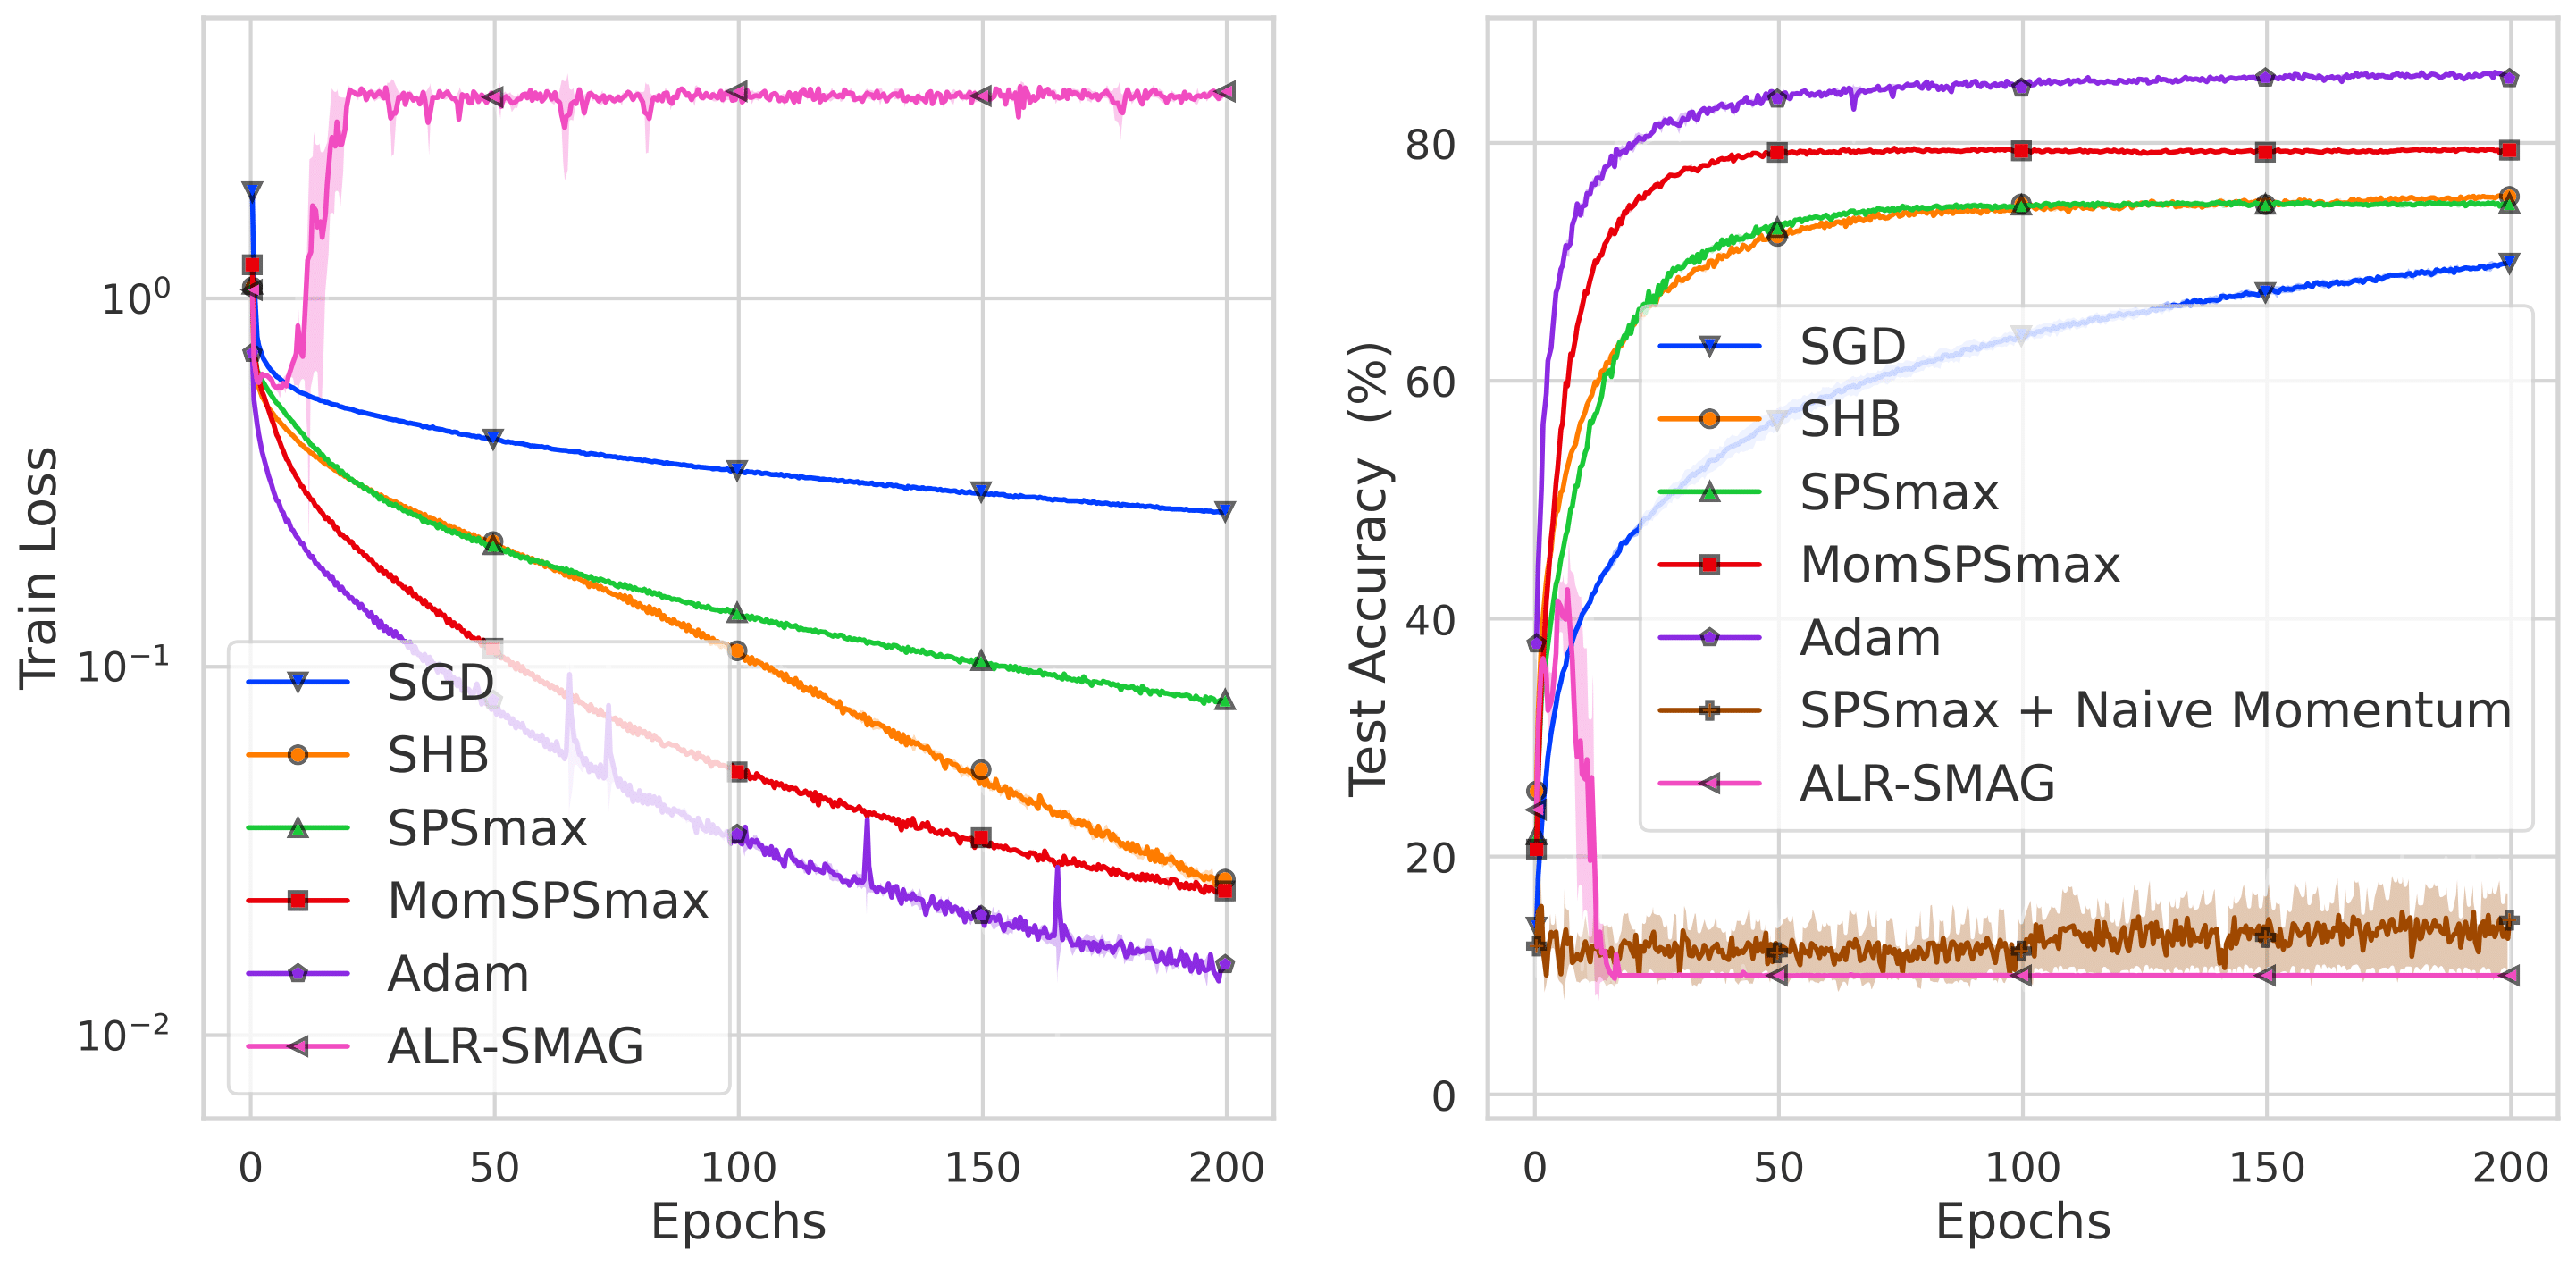 Train Loss
10⁰
10⁻¹
10⁻²
SGD
SHB
SPSmax
MomSPSmax
Adam
ALR-SMAG
0 50 100 150 200
Epochs
Test Accuracy (%)
80
60
40
20
0
SGD
SHB
SPSmax
MomSPSmax
Adam
SPSmax + Naive Momentum
ALR-SMAG
0 50 100 150 200
Epochs